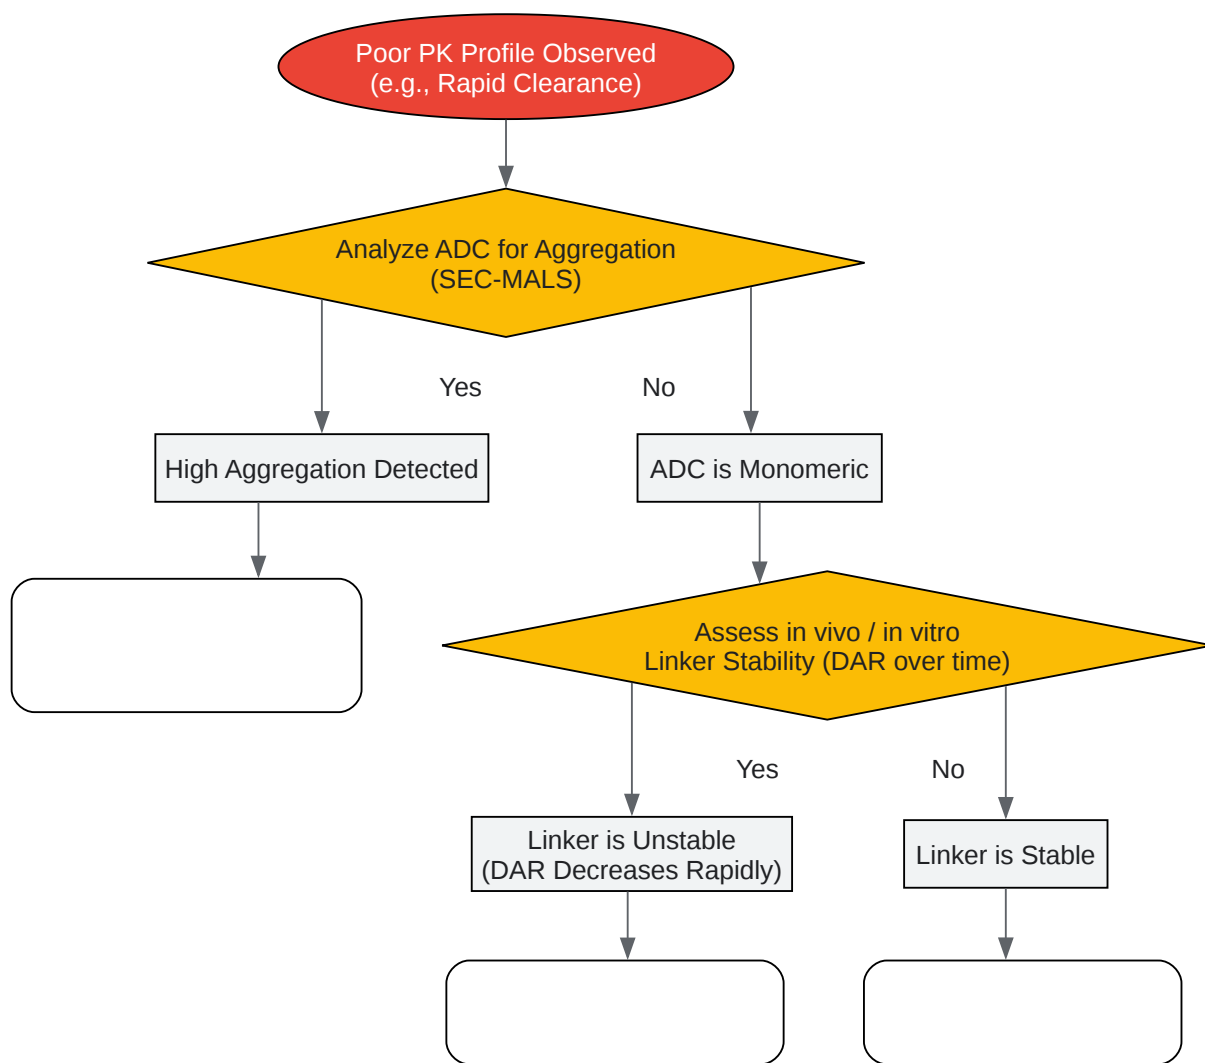 Poor PK Profile Observed
(e.g., Rapid Clearance)
Analyze ADC for Aggregation
(SEC-MALS)
Yes
No
High Aggregation Detected
ADC is Monomeric
Assess in vivo / in vitro
Linker Stability (DAR over time)
Yes
No
Linker is Unstable
(DAR Decreases Rapidly)
Linker is Stable